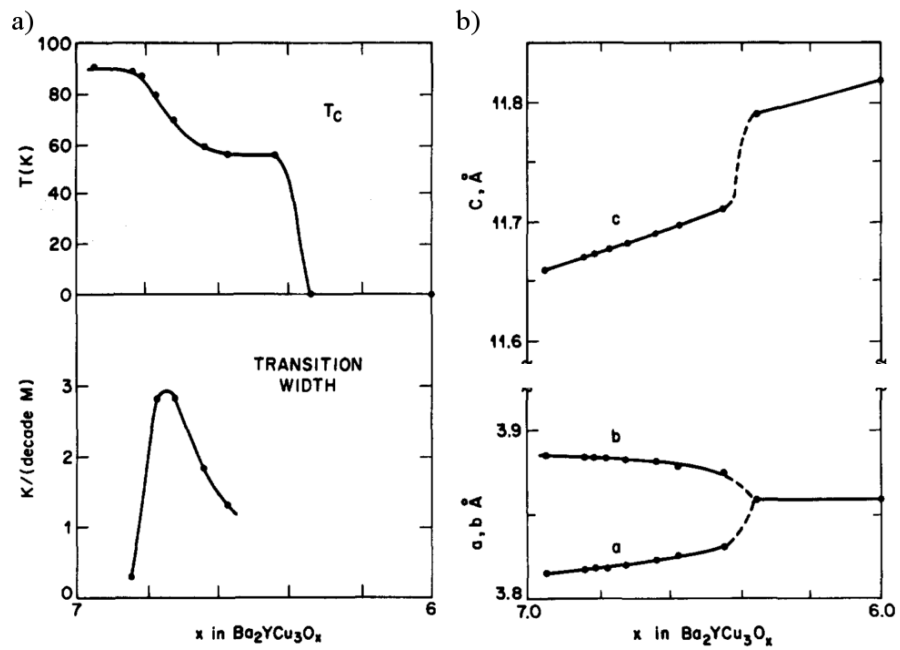 a)
100
80
60
40
20
0
T(K)
Tc
TRANSITION
WIDTH
3
2
1
0
K/(decade M)
7
6
x in Ba2YCu3Ox
b)
11.8
11.7
11.6
C, Å
c
3.9
3.8
a, b Å
b
a
7.0
6.0
x in Ba2YCu3Ox